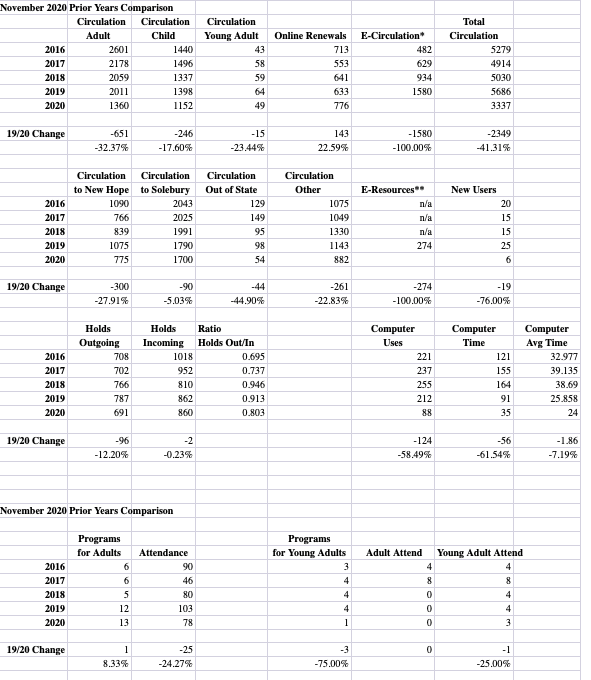 November 2020 Prior Years Comparison
Circulation Circulation Circulation Total
Adult Child Young Adult Online Renewals E-Circulation* Circulation
2016 2601 1440 43 713 482 5279
2017 2178 1496 58 553 629 4914
2018 2059 1337 59 641 934 5030
2019 2011 1398 64 633 1580 5686
2020 1360 1152 49 776 3337
19/20 Change -651 -246 -15 143 -1580 -2349
-32.37% -17.60% -23.44% 22.59% -100.00% -41.31%
Circulation Circulation Circulation Circulation
to New Hope to Solebury Out of State Other E-Resources** New Users
2016 1090 2043 129 1075 n/a 20
2017 766 2025 149 1049 n/a 15
2018 839 1991 95 1330 n/a 15
2019 1075 1790 98 1143 274 25
2020 775 1700 54 882 6
19/20 Change -300 -90 -44 -261 -274 -19
-27.91% -5.03% -44.90% -22.83% -100.00% -76.00%
Holds Holds Ratio Computer Computer Computer
Outgoing Incoming Holds Out/In Uses Time Avg Time
2016 708 1018 0.695 221 121 32.977
2017 702 952 0.737 237 155 39.135
2018 766 810 0.946 255 164 38.69
2019 787 862 0.913 212 91 25.858
2020 691 860 0.803 88 35 24
19/20 Change -96 -2 -124 -56 -1.86
-12.20% -0.23% -58.49% -61.54% -7.19%
November 2020 Prior Years Comparison
Programs Programs
for Adults Attendance for Young Adults Adult Attend Young Adult Attend
2016 6 90 3 4 4
2017 6 46 4 8 8
2018 5 80 4 0 4
2019 12 103 4 0 4
2020 13 78 1 0 3
19/20 Change 1 -25 -3 0 -1
8.33% -24.27% -75.00% -25.00%